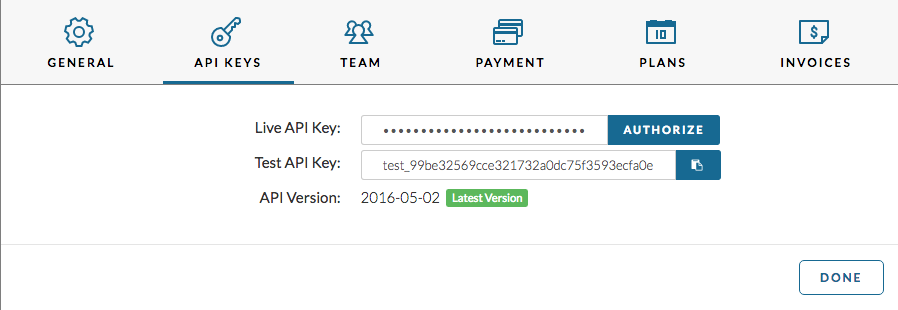 GENERAL API KEYS TEAM PAYMENT PLANS INVOICES
Live API Key: •••••••••••••••••••••••••• AUTHORIZE
Test API Key: test_99be32569cce321732a0dc75f3593ecfa0e
API Version: 2016-05-02 Latest Version
DONE